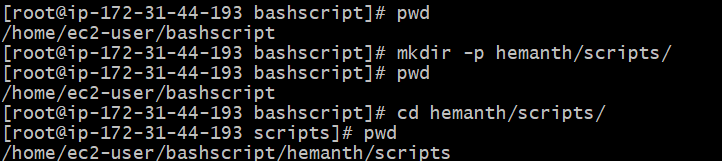 [root@ip-172-31-44-193 bashscript]# pwd
/home/ec2-user/bashscript
[root@ip-172-31-44-193 bashscript]# mkdir -p hemanth/scripts/
[root@ip-172-31-44-193 bashscript]# pwd
/home/ec2-user/bashscript
[root@ip-172-31-44-193 bashscript]# cd hemanth/scripts/
[root@ip-172-31-44-193 scripts]# pwd
/home/ec2-user/bashscript/hemanth/scripts